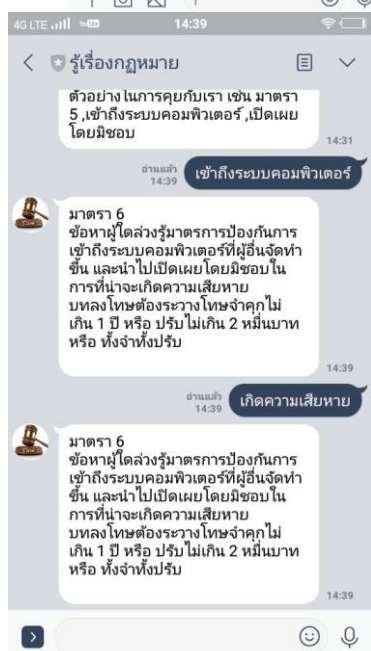 4G LTE
14:39
รู้เรื่องกฏหมาย
ตัวอย่างในการคุยกับเรา เช่น มาตรา
5 ,เข้าถึงระบบคอมพิวเตอร์ ,เปิดเผย
โดยมิชอบ
14:31
อ่านแล้ว
14:39
เข้าถึงระบบคอมพิวเตอร์
มาตรา 6
ข้อหาผู้ใดล่วงรู้มาตรการป้องกันการ
เข้าถึงระบบคอมพิวเตอร์ที่ผู้อื่นจัดทำ
ขึ้น และนำไปเปิดเผยโดยมิชอบใน
การที่น่าจะเกิดความเสียหาย
บทลงโทษต้องระวางโทษจำคุกไม่
เกิน 1 ปี หรือ ปรับไม่เกิน 2 หมื่นบาท
หรือ ทั้งจำทั้งปรับ
14:39
อ่านแล้ว
14:39
เกิดความเสียหาย
มาตรา 6
ข้อหาผู้ใดล่วงรู้มาตรการป้องกันการ
เข้าถึงระบบคอมพิวเตอร์ที่ผู้อื่นจัดทำ
ขึ้น และนำไปเปิดเผยโดยมิชอบใน
การที่น่าจะเกิดความเสียหาย
บทลงโทษต้องระวางโทษจำคุกไม่
เกิน 1 ปี หรือ ปรับไม่เกิน 2 หมื่นบาท
หรือ ทั้งจำทั้งปรับ
14:39